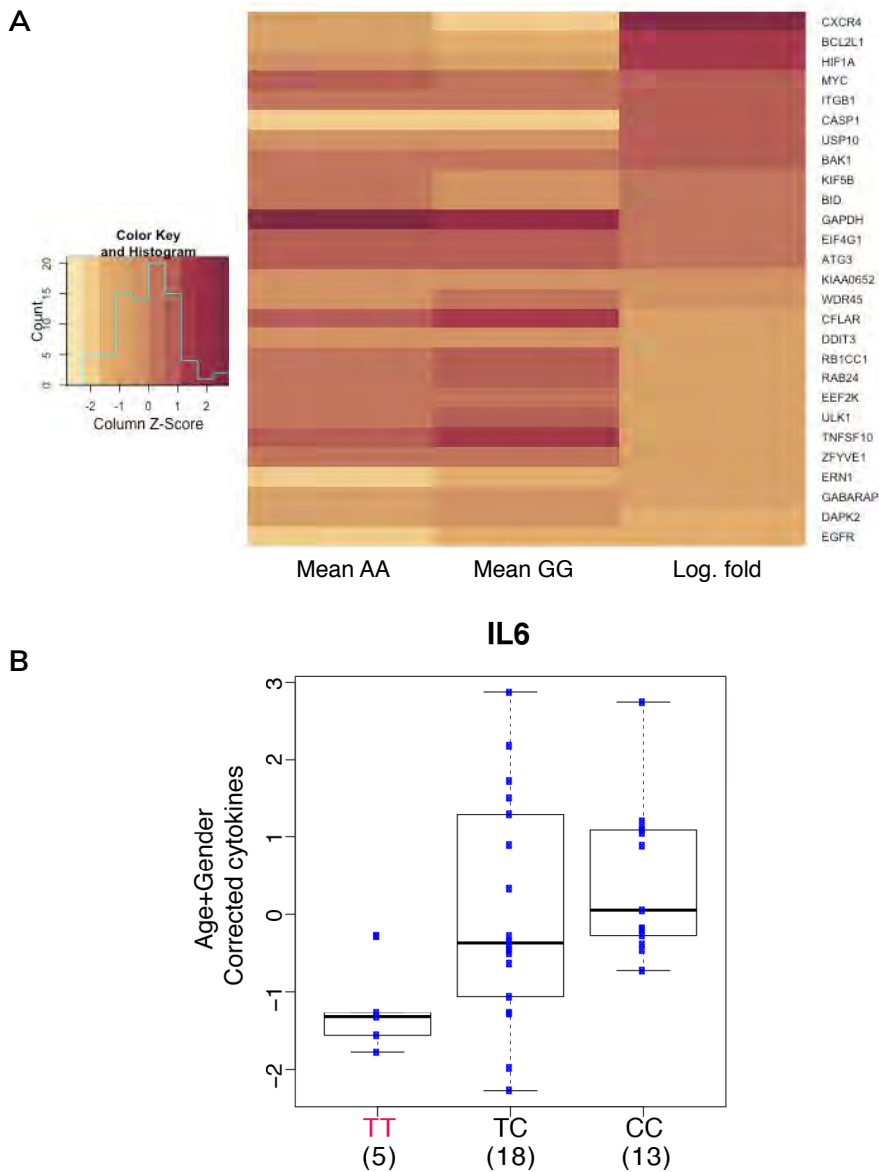 A
CXCR4
BCL2L1
HIF1A
MYC
ITGB1
CASP1
USP10
BAK1
KIF5B
BID
GAPDH
EIF4G1
ATG3
KIAA0652
WDR45
CFLAR
DDIT3
RB1CC1
RAB24
EEF2K
ULK1
TNFSF10
ZFYVE1
ERN1
GABARAP
DAPK2
EGFR
Color Key
and Histogram
Count
0 5 10 15 20
-2 -1 0 1 2
Column Z-Score
Mean AA Mean GG Log. fold
B
IL6
Age+Gender
Corrected cytokines
3
2
1
0
-1
-2
TT TC CC
(5) (18) (13)